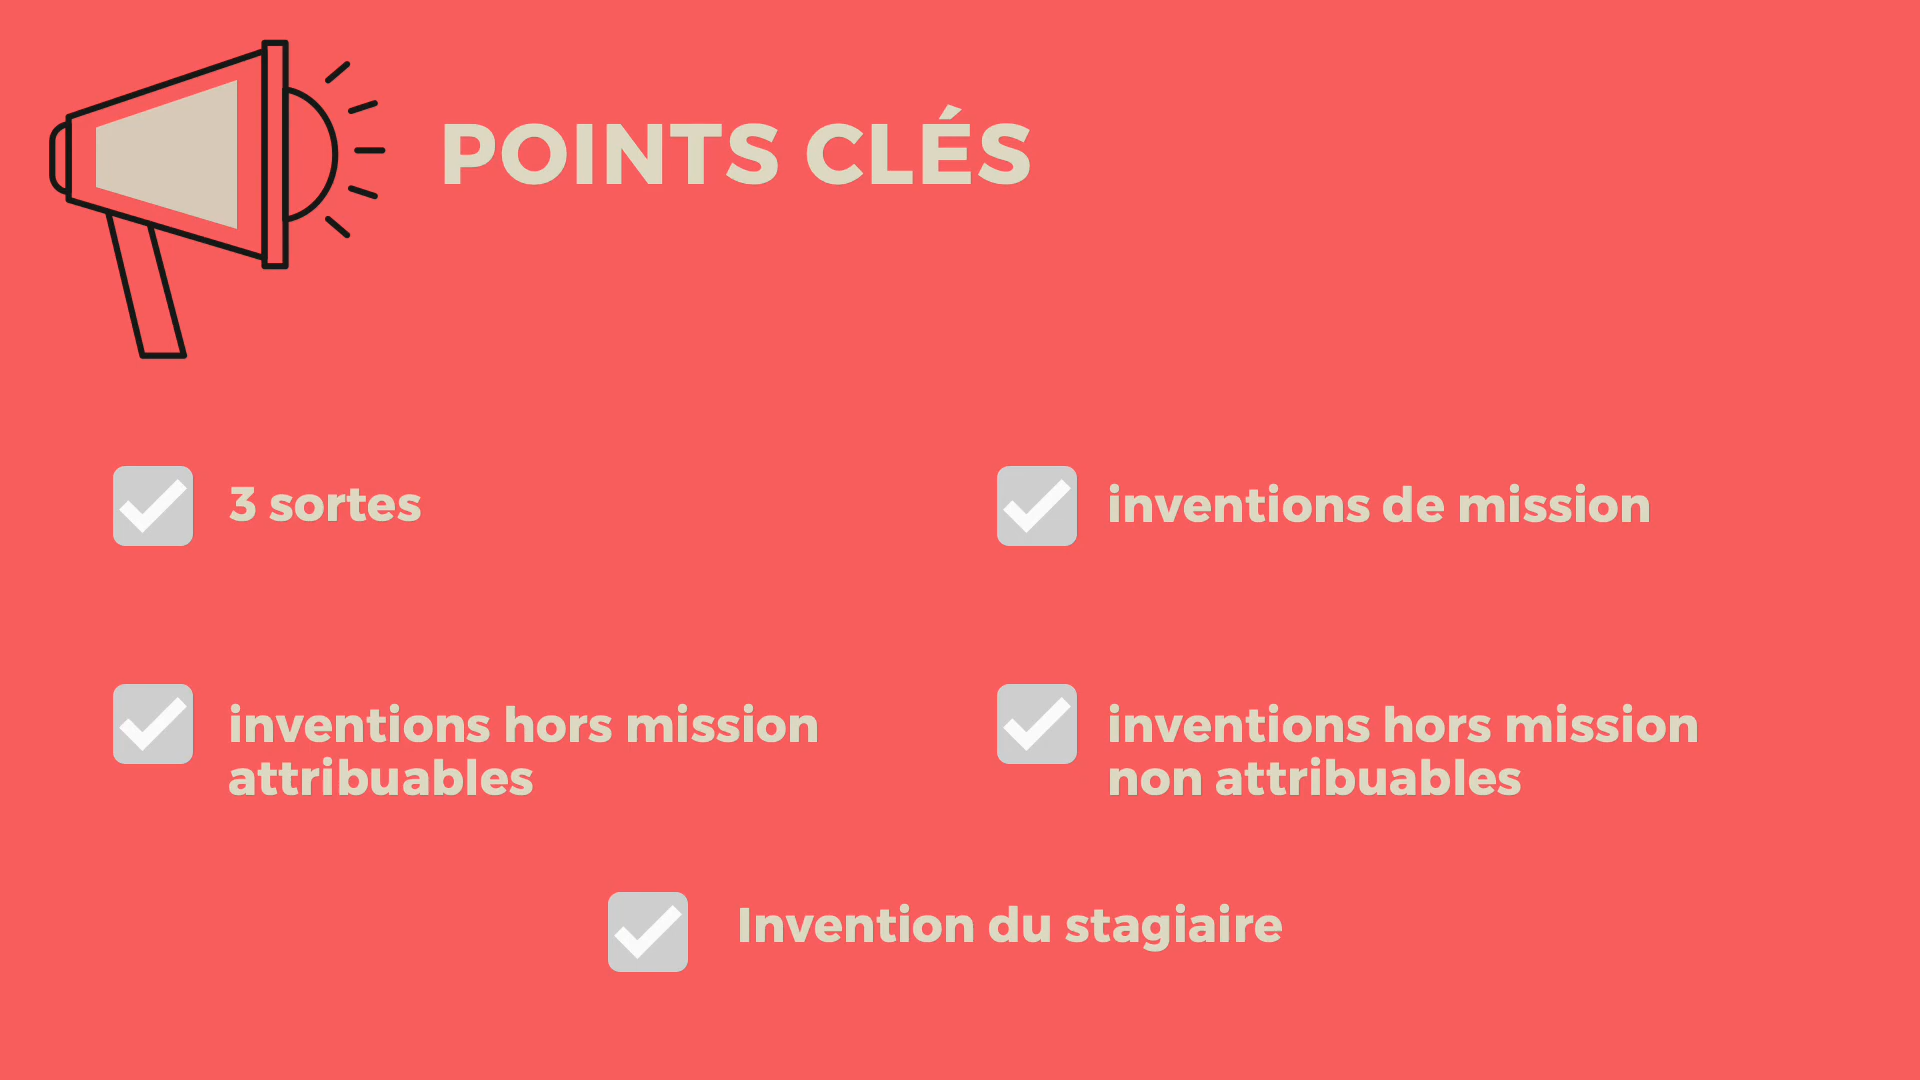 POINTS CLÉS
3 sortes
inventions de mission
inventions hors mission
attribuables
inventions hors mission
non attribuables
Invention du stagiaire